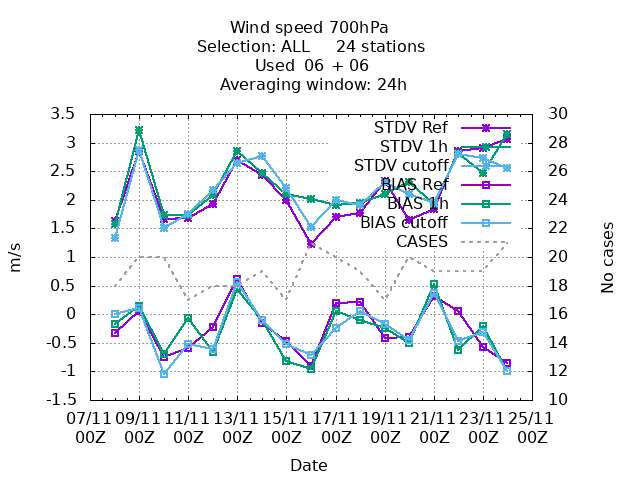 Wind speed 700hPa
Selection: ALL     24 stations
Used  06 + 06
Averaging window: 24h
3.5
3
2.5
2
1.5
1
0.5
0
-0.5
-1
-1.5
m/s
30
28
26
24
22
20
18
16
14
12
10
No cases
STDV Ref
STDV 1h
STDV cutoff
BIAS Ref
BIAS 1h
BIAS cutoff
CASES
07/11 09/11 11/11 13/11 15/11 17/11 19/11 21/11 23/11 25/11
00Z 00Z 00Z 00Z 00Z 00Z 00Z 00Z 00Z 00Z
Date